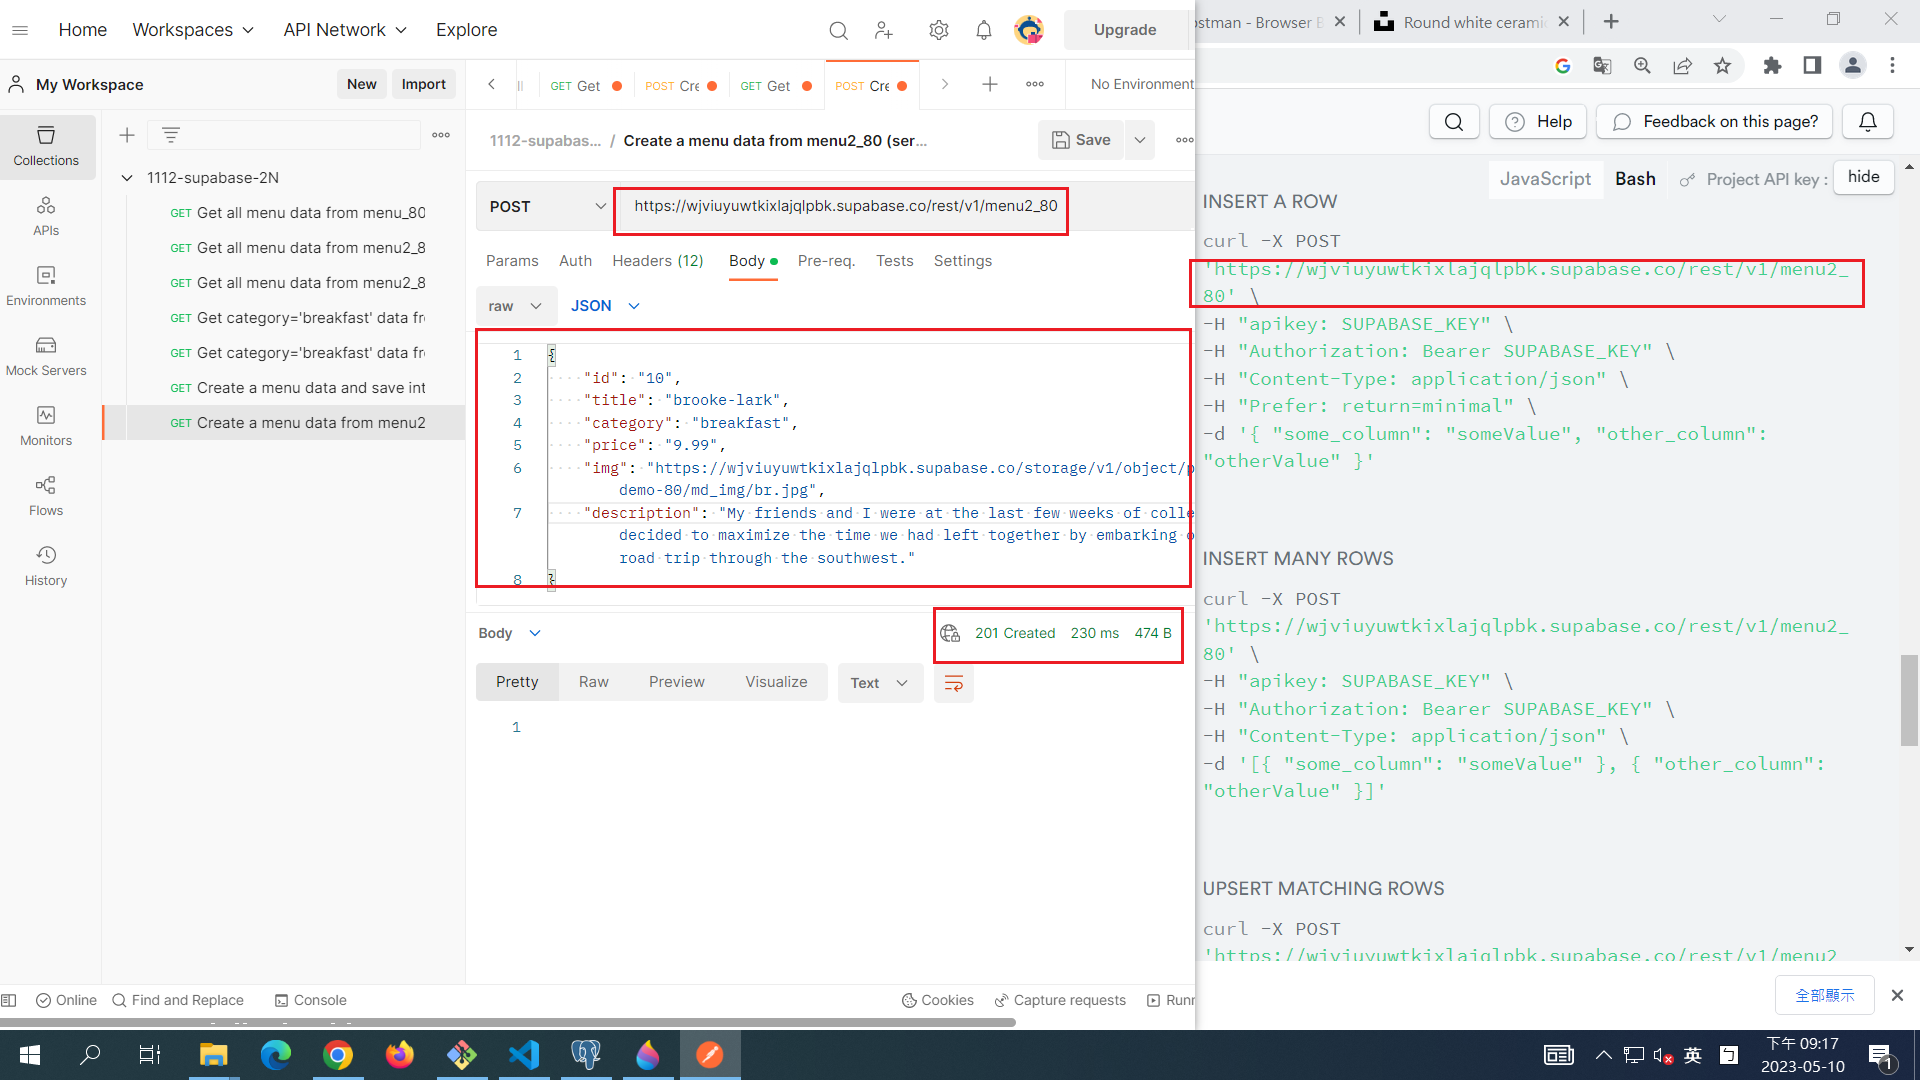 Home
Workspaces
API Network
Explore
Upgrade
My Workspace
New
Import
GET Get
POST Cre
GET Get
POST Cre
No Environment
1112-supabas... / Create a menu data from menu2_80 (ser...
Save
Collections
APIs
Environments
Mock Servers
Monitors
Flows
History
1112-supabase-2N
GET Get all menu data from menu_80
GET Get all menu data from menu2_8
GET Get all menu data from menu2_8
GET Get category='breakfast' data fr
GET Get category='breakfast' data fr
GET Create a menu data and save int
GET Create a menu data from menu2
POST
https://wjviuyuwtkixlajqlpbk.supabase.co/rest/v1/menu2_80
Params Auth Headers (12) Body Pre-req. Tests Settings
raw JSON
1 {
2 "id": "10",
3 "title": "brooke-lark",
4 "category": "breakfast",
5 "price": "9.99",
6 "img": "https://wjviuyuwtkixlajqlpbk.supabase.co/storage/v1/object/p
demo-80/md_img/br.jpg",
7 "description": "My friends and I were at the last few weeks of colle
decided to maximize the time we had left together by embarking o
road trip through the southwest."
8 }
Body
201 Created 230 ms 474 B
Pretty Raw Preview Visualize Text
1
Online Find and Replace Console
Cookies Capture requests Runn
ostman - Browser E
Round white ceramic
Help
Feedback on this page?
JavaScript Bash Project API key : hide
INSERT A ROW
curl -X POST
'https://wjviuyuwtkixlajqlpbk.supabase.co/rest/v1/menu2_
80' \
-H "apikey: SUPABASE_KEY" \
-H "Authorization: Bearer SUPABASE_KEY" \
-H "Content-Type: application/json" \
-H "Prefer: return=minimal" \
-d '{ "some_column": "someValue", "other_column":
"otherValue" }'
INSERT MANY ROWS
curl -X POST
'https://wjviuyuwtkixlajqlpbk.supabase.co/rest/v1/menu2_
80' \
-H "apikey: SUPABASE_KEY" \
-H "Authorization: Bearer SUPABASE_KEY" \
-H "Content-Type: application/json" \
-d '[{ "some_column": "someValue" }, { "other_column":
"otherValue" }]'
UPSERT MATCHING ROWS
curl -X POST
'https://wjviuyuwtkixlajqlpbk.supabase.co/rest/v1/menu2_
全部顯示
英
ㄅ
下午 09:17
2023-05-10
1